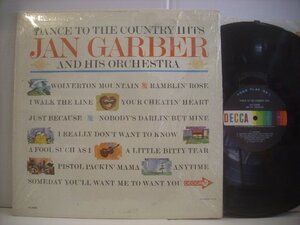 DANCE TO THE COUNTRY HITS
JAN GARBER
AND HIS ORCHESTRA
WOLVERTON MOUNTAIN RAMBLIN' ROSE
I WALK THE LINE YOUR CHEATIN' HEART
JUST BECAUSE NOBODY'S DARLIN' BUT MINE
I REALLY DON'T WANT TO KNOW
A FOOL SUCH AS I A LITTLE BITTY TEAR
PISTOL PACKIN' MAMA ANYTIME
SOMEDAY YOU'LL WANT ME TO WANT YOU
DECCA
DECCA